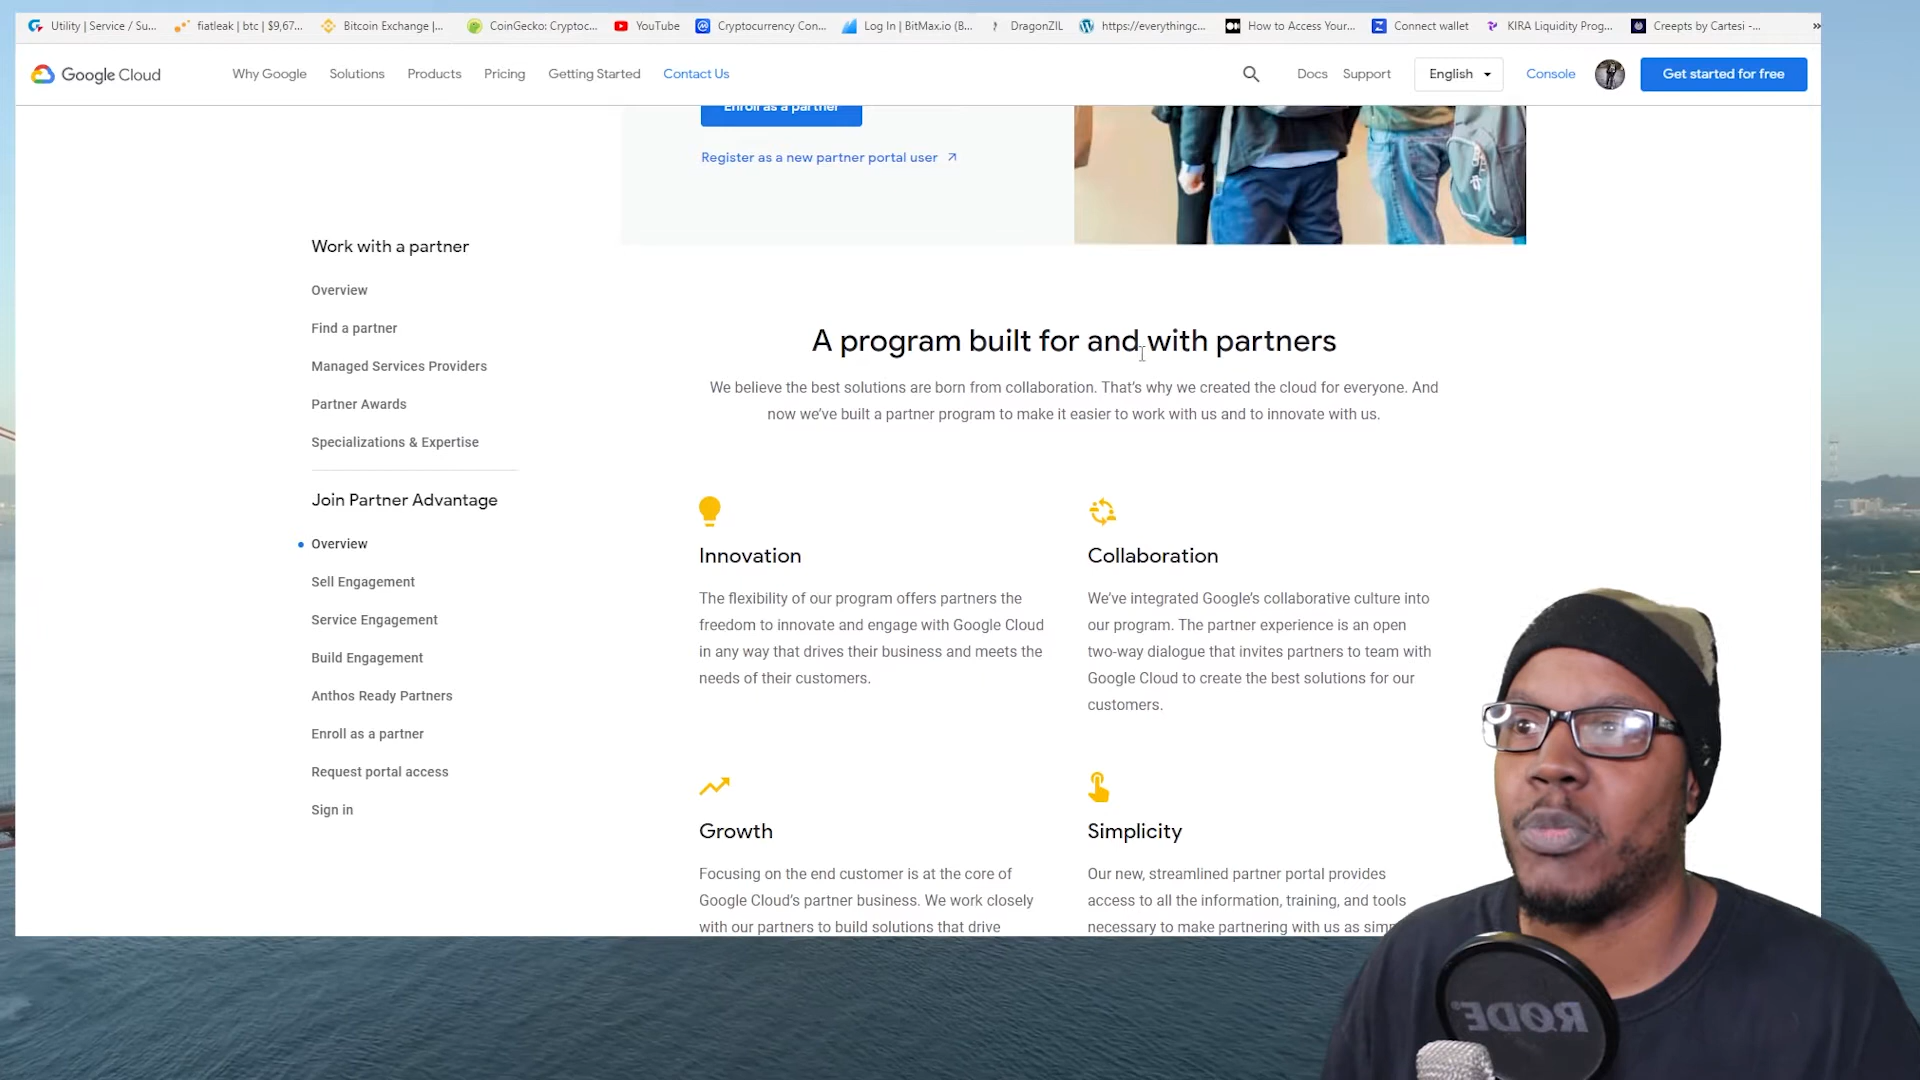 Utility | Service / Su...
fiatleak | btc | $9,67...
Bitcoin Exchange |...
CoinGecko: Cryptoc...
YouTube
Cryptocurrency Con...
Log In | BitMax.io (B...
DragonZIL
https://everythingc...
How to Access Your...
Connect wallet
KIRA Liquidity Prog...
Creepts by Cartesi -...
»
Google Cloud
Why Google
Solutions
Products
Pricing
Getting Started
Contact Us
Docs
Support
English
Console
Get started for free
Enroll as a partner
Register as a new partner portal user
Work with a partner
Overview
Find a partner
Managed Services Providers
Partner Awards
Specializations & Expertise
Join Partner Advantage
Overview
Sell Engagement
Service Engagement
Build Engagement
Anthos Ready Partners
Enroll as a partner
Request portal access
Sign in
A program built for and with partners
We believe the best solutions are born from collaboration. That's why we created the cloud for everyone. And
now we've built a partner program to make it easier to work with us and to innovate with us.
Innovation
The flexibility of our program offers partners the
freedom to innovate and engage with Google Cloud
in any way that drives their business and meets the
needs of their customers.
Collaboration
We've integrated Google's collaborative culture into
our program. The partner experience is an open
two-way dialogue that invites partners to team with
Google Cloud to create the best solutions for our
customers.
Growth
Focusing on the end customer is at the core of
Google Cloud's partner business. We work closely
with our partners to build solutions that drive
Simplicity
Our new, streamlined partner portal provides
access to all the information, training, and tools
necessary to make partnering with us as
RØDE